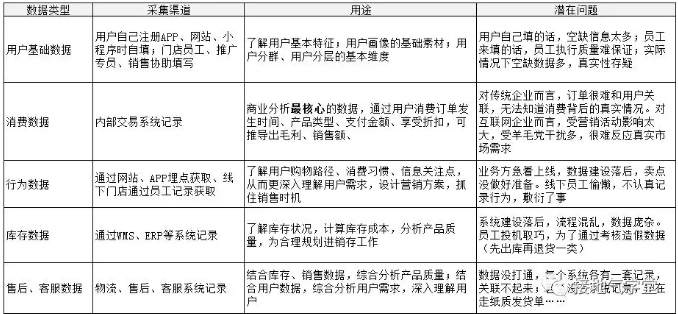 数据类型
采集渠道
用途
潜在问题
用户基础数据
用户自己注册APP、网站、小
程序时自填；门店员工、推广
专员、销售协助填写
了解用户基本特征；用户画像的基础素材；用
户分群、用户分层的基本维度
用户自己填的话，空缺信息太多；员工
来填的话，员工执行质量难保证；实际
情况下空缺数据多，真实性存疑
消费数据
内部交易系统记录
商业分析最核心的数据，通过用户消费订单发
生时间、产品类型、支付金额、享受折扣，可
推导出毛利、销售额、
对传统企业而言，订单很难和用户关
联，无法知道消费背后的真实情况。对
互联网企业而言，受营销活动影响太
大，受羊毛党干扰多，很难反应真实市
场需求
行为数据
通过网站、APP埋点获取、线
下门店通过员工记录获取
了解用户购物路径、消费习惯、信息关注点，
从而更深入理解用户需求，设计营销方案，抓
住销售时机
业务方急着上线，数据建设落后，卖点
没做好准备。线下员工偷懒，不认真记
录行为，敷衍了事
库存数据
通过WMS、ERP等系统记录
了解库存状况，计算库存成本，分析产品质
量，为合理规划进销存工作
系统建设落后，流程混乱，数据庞杂。
员工投机取巧，为了通过考核造假数据
（先出库再退货一类）
售后、客服数据
物流、售后、客服系统记录
结合库存、销售数据，综合分析产品质量；结
合用户数据，综合分析用户需求，深入理解用
户
数据没打通，每个系统各有一套记录，
关联不起来；
走纸质发货单……
接地气学堂